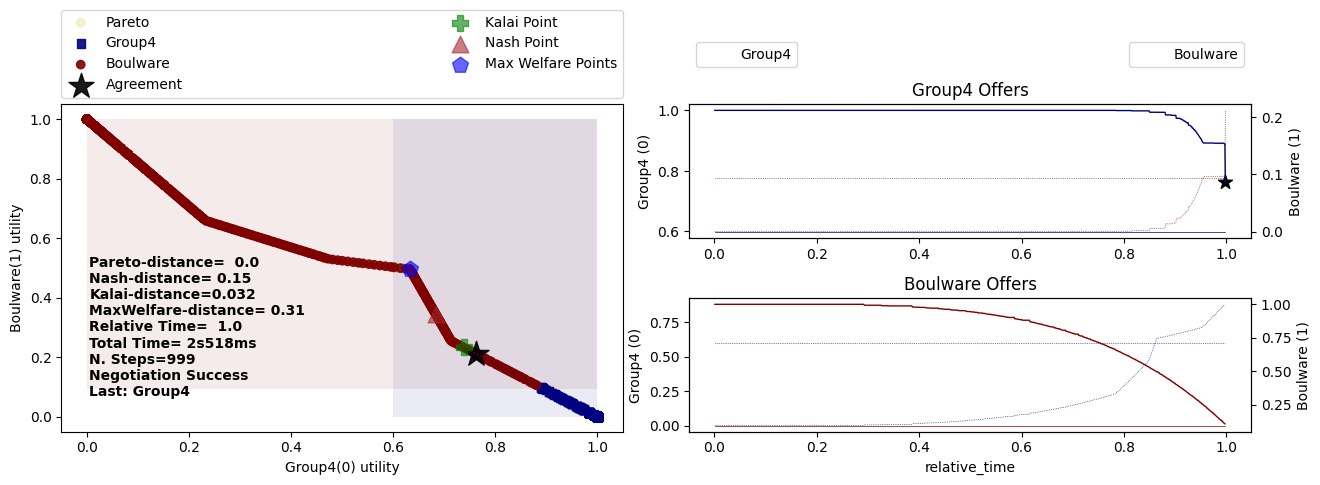 Pareto
Group4
Boulware
Agreement
Kalai Point
Nash Point
Max Welfare Points
1.0
0.8
0.6
0.4
0.2
0.0
Boulware(1) utility
Pareto-distance= 0.0
Nash-distance= 0.15
Kalai-distance=0.032
MaxWelfare-distance= 0.31
Relative Time= 1.0
Total Time= 2s518ms
N. Steps=999
Negotiation Success
Last: Group4
0.0 0.2 0.4 0.6 0.8 1.0
Group4(0) utility
Group4
Boulware
Group4 Offers
1.0
0.8
0.6
Group4 (0)
0.2
0.1
0.0
Boulware (1)
0.0 0.2 0.4 0.6 0.8 1.0
Boulware Offers
0.75
0.50
0.25
0.00
Group4 (0)
1.00
0.75
0.50
0.25
Boulware (1)
0.0 0.2 0.4 0.6 0.8 1.0
relative_time